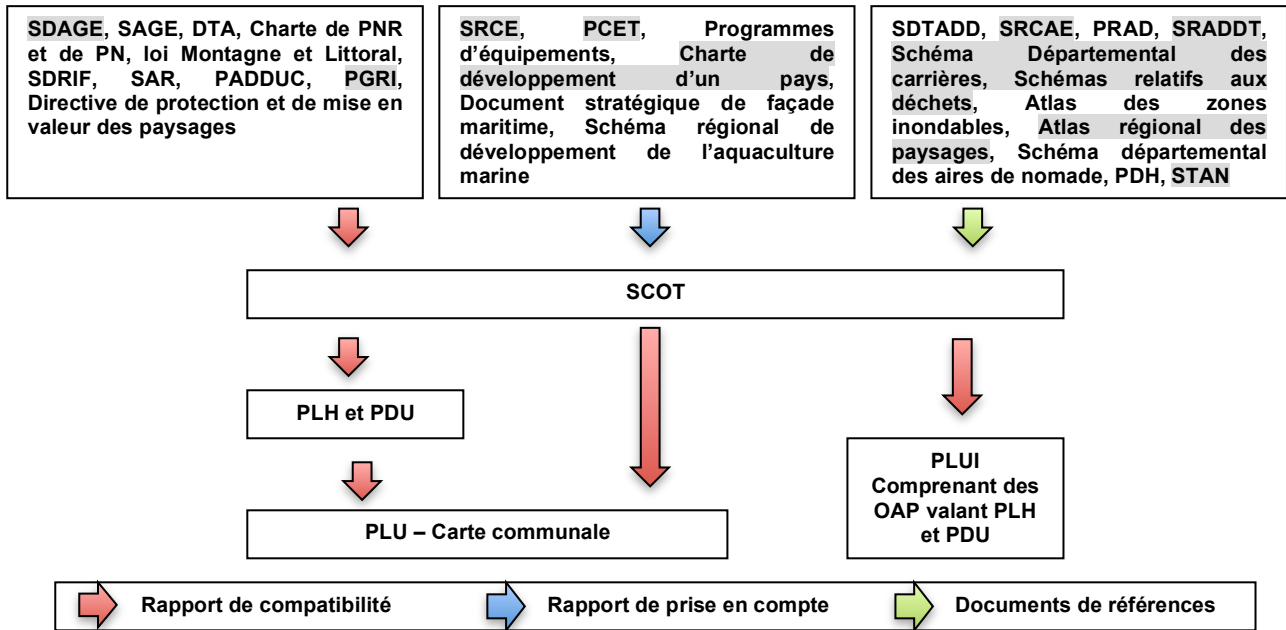 SDAGE, SAGE, DTA, Charte de PNR
et de PN, loi Montagne et Littoral,
SDRIF, SAR, PADDUC, PGRI,
Directive de protection et de mise en
valeur des paysages
SRCE, PCET, Programmes
d’équipements, Charte de
développement d’un pays,
Document stratégique de façade
maritime, Schéma régional de
développement de l’aquaculture
marine
SDTADD, SRCAE, PRAD, SRADDT,
Schéma Départemental des
carrières, Schémas relatifs aux
déchets, Atlas des zones
inondables, Atlas régional des
paysages, Schéma départemental
des aires de nomade, PDH, STAN
SCOT
PLH et PDU
PLU – Carte communale
PLUI
Comprenant des
OAP valant PLH
et PDU
Rapport de compatibilité
Rapport de prise en compte
Documents de références